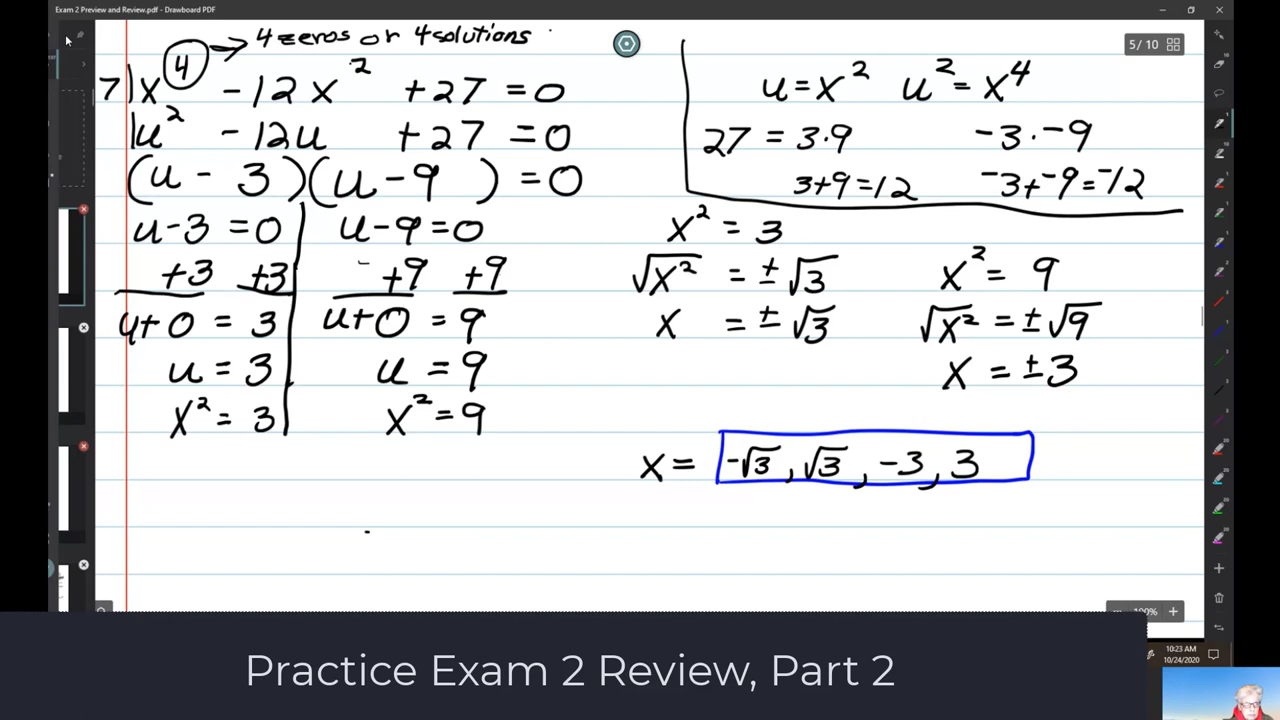 Exam 2 Preview and Review.pdf - Drawboard PDF
5/10
④ → 4 zeros or 4 solutions
7) x⁴ - 12x² + 27 = 0
1u² - 12u + 27 = 0
(u - 3)(u - 9) = 0
u-3 = 0
+3 +3
u+0 = 3
u = 3
x² = 3
u-9 = 0
+9 +9
u+0 = 9
u = 9
x² = 9
u = x² u² = x⁴
27 = 3·9 -3·-9
3+9=12 -3+-9=-12
x² = 3
√x² = ±√3
x = ±√3
x² = 9
√x² = ±√9
x = ±3
x = -√3, √3, -3, 3
100%
Practice Exam 2 Review, Part 2
10:23 AM
10/24/2020